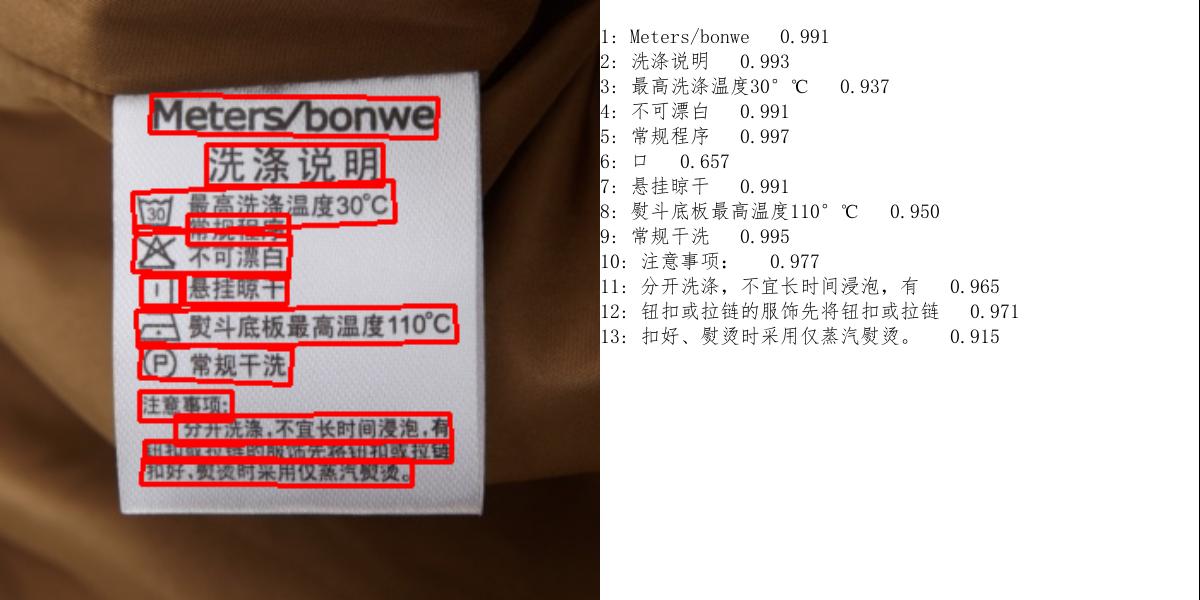 Meters/bonwe
洗涤说明
30 最高洗涤温度30℃
常规程序
不可漂白
悬挂晾干
熨斗底板最高温度110℃
P 常规干洗
注意事项:
分开洗涤,不宜长时间浸泡,有
钮扣或拉链的服饰先将钮扣或拉链
扣好、熨烫时采用仅蒸汽熨烫。
1: Meters/bonwe 0.991
2: 洗涤说明 0.993
3: 最高洗涤温度30°℃ 0.937
4: 不可漂白 0.991
5: 常规程序 0.997
6: 口 0.657
7: 悬挂晾干 0.991
8: 熨斗底板最高温度110°℃ 0.950
9: 常规干洗 0.995
10: 注意事项: 0.977
11: 分开洗涤, 不宜长时间浸泡, 有 0.965
12: 钮扣或拉链的服饰先将钮扣或拉链 0.971
13: 扣好、熨烫时采用仅蒸汽熨烫。 0.915